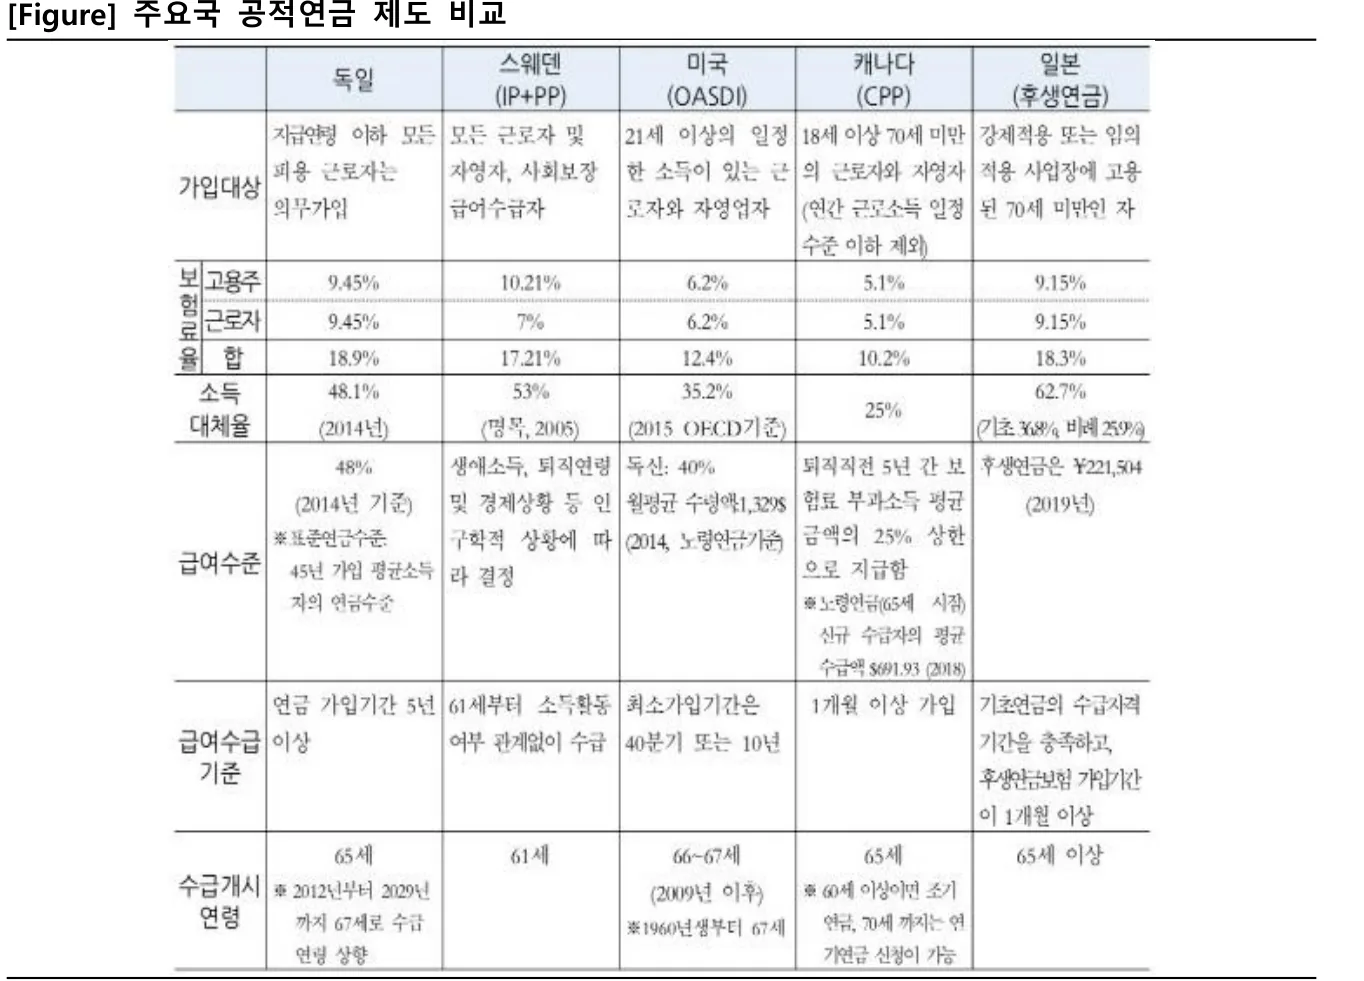 [Figure] 주요국 공적연금 제도 비교
독일
스웨덴
(IP+PP)
미국
(OASDI)
캐나다
(CPP)
일본
(후생연금)
가입대상
지급연령 이하 모든
피용 근로자는
의무가입
모든 근로자 및
자영자, 사회보장
급여수급자
21세 이상의 일정
한 소득이 있는 근
로자와 자영업자
18세 이상 70세 미만
의 근로자와 자영자
(연간 근로소득 일정
수준 이하 제외)
강제적용 또는 임의
적용 사업장에 고용
된 70세 미만인 자
보험료율
고용주
9.45%
10.21%
6.2%
5.1%
9.15%
근로자
9.45%
7%
6.2%
5.1%
9.15%
합
18.9%
17.21%
12.4%
10.2%
18.3%
소득
대체율
48.1%
(2014년)
53%
(명목, 2005)
35.2%
(2015 OECD기준)
25%
62.7%
(기초 36.8%, 비례 25.9%)
급여수준
48%
(2014년 기준)
※표준연금수준:
45년 가입 평균소득
자의 연금수준
생애소득, 퇴직연령
및 경제상황 등 인
구학적 상황에 따
라 결정
독신: 40%
월평균 수령액:1,329$
(2014, 노령연금기준)
퇴직직전 5년 간 보
험료 부과소득 평균
금액의 25% 상한
으로 지급함
※노령연금(65세 시점)
신규 수급자의 평균
수급액 $691.93 (2018)
후생연금은 ¥221,504
(2019년)
급여수급
기준
연금 가입기간 5년
이상
61세부터 소득활동
여부 관계없이 수급
최소가입기간은
40분기 또는 10년
1개월 이상 가입
기초연금의 수급자격
기간을 충족하고,
후생연금보험 가입기간
이 1개월 이상
수급개시
연령
65세
※ 2012년부터 2029년
까지 67세로 수급
연령 상향
61세
66~67세
(2009년 이후)
※1960년생부터 67세
65세
※ 60세 이상이면 조기
연금, 70세 까지는 연
기연금 신청이 가능
65세 이상